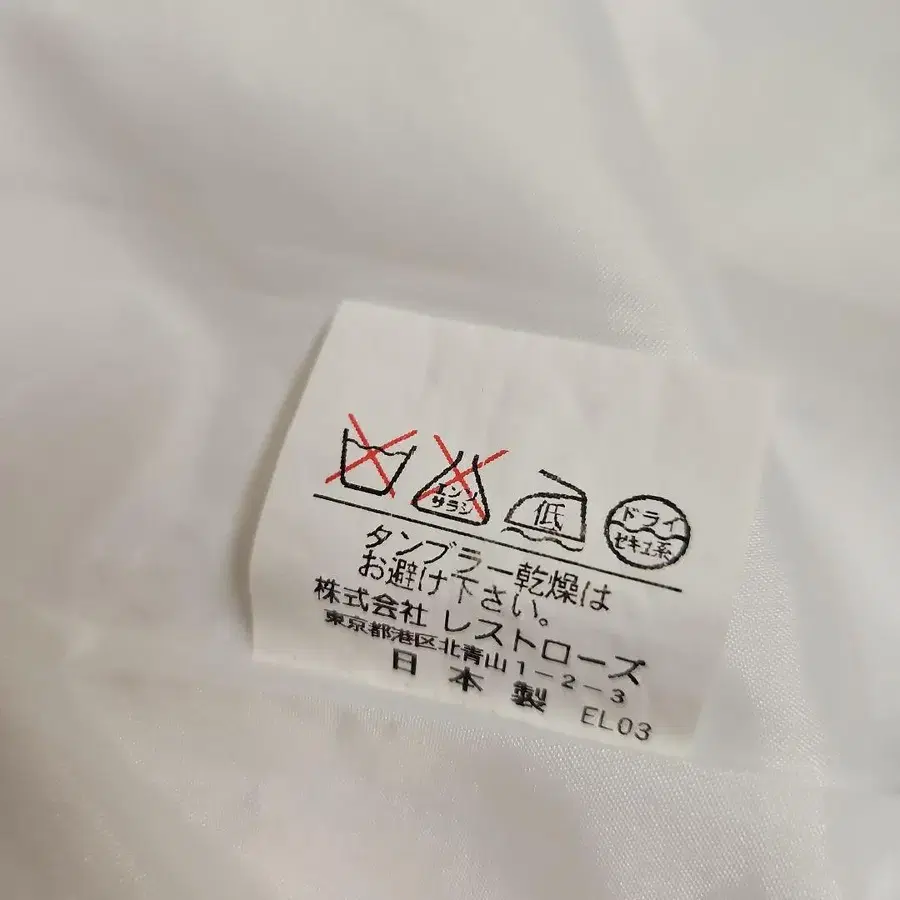 エンソ
サラシ
低
ドライ
セキユ系
タンブラー乾燥は
お避け下さい。
株式会社 レストローズ
東京都港区北青山1-2-3
日本製 EL03